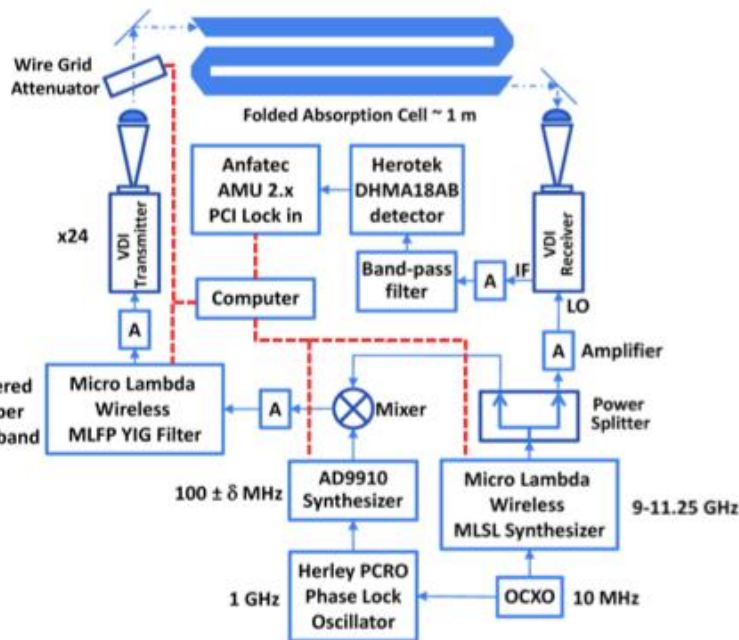 Wire Grid
Attenuator
Folded Absorption Cell ~ 1 m
Anfatec
AMU 2.x
PCI Lock in
Herotek
DHMA18AB
detector
x24
VDI
Transmitter
VDI
Receiver
Band-pass
filter
A
IF
LO
Computer
A
A
Amplifier
Micro Lambda
Wireless
MLFP YIG Filter
A
Mixer
Power
Splitter
100 ± δ MHz
AD9910
Synthesizer
Micro Lambda
Wireless
MLSL Synthesizer
9-11.25 GHz
1 GHz
Herley PCRO
Phase Lock
Oscillator
OCXO
10 MHz
band